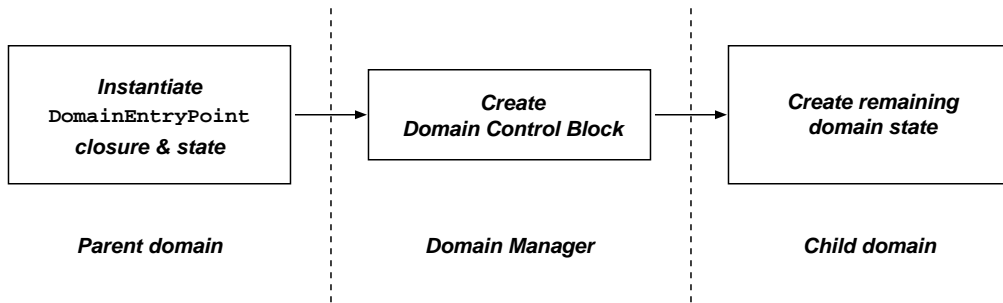 Instantiate
DomainEntryPoint
closure & state
Create
Domain Control Block
Create remaining
domain state
Parent domain
Domain Manager
Child domain